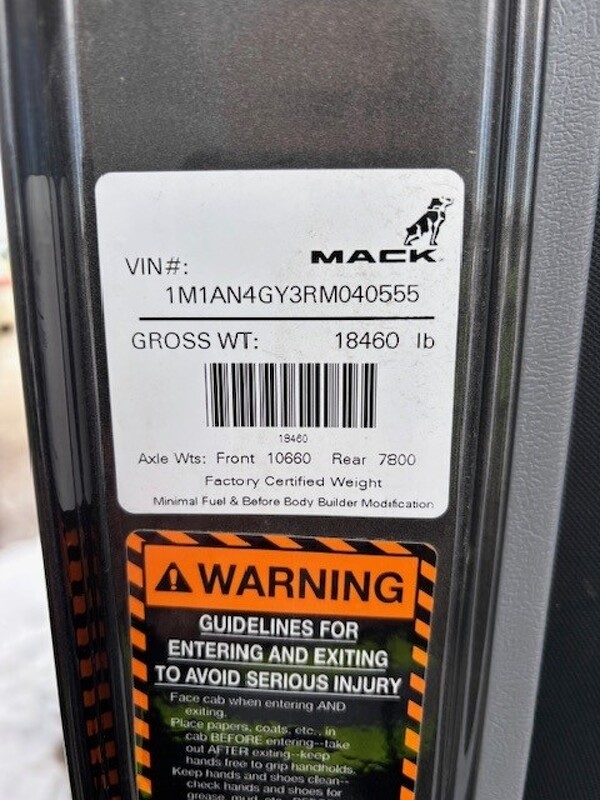 MACK
VIN#:
1M1AN4GY3RM040555
GROSS WT: 18460 lb
18460
Axle Wts: Front 10660 Rear 7800
Factory Certified Weight
Minimal Fuel & Before Body Builder Modification
WARNING
GUIDELINES FOR
ENTERING AND EXITING
TO AVOID SERIOUS INJURY
Face cab when entering AND
exiting.
Place papers, coats, etc., in
cab BEFORE entering--take
out AFTER exiting--keep
hands free to grip handholds.
Keep hands and shoes clean--
check hands and shoes for
grease, mud, etc.,